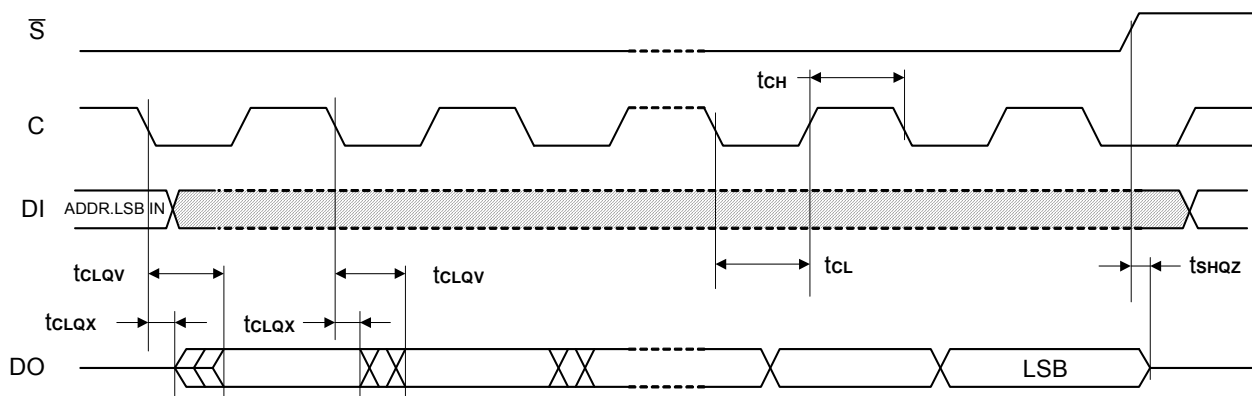 S̅
tCH
C
DI ADDR.LSB IN
tCLQV tCLQV tCL tSHQZ
tCLQX tCLQX
DO LSB